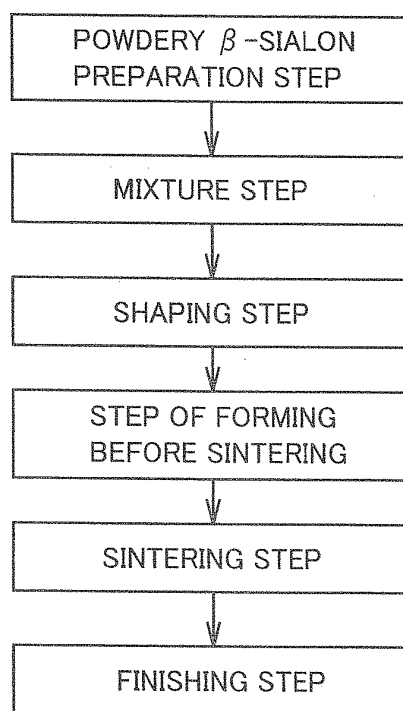 POWDERY β-SIALON
PREPARATION STEP
MIXTURE STEP
SHAPING STEP
STEP OF FORMING
BEFORE SINTERING
SINTERING STEP
FINISHING STEP